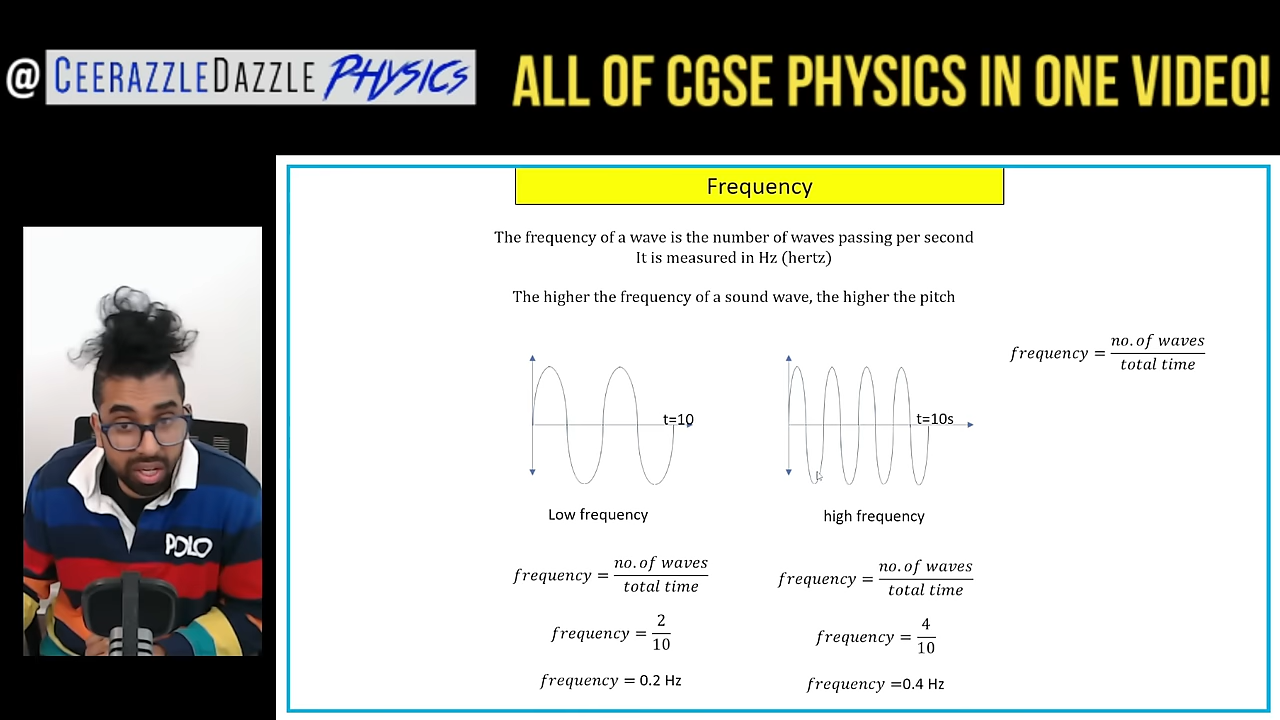 @ CEERAZZLEDAZZLE PHYSICS
ALL OF CGSE PHYSICS IN ONE VIDEO!
Frequency
The frequency of a wave is the number of waves passing per second
It is measured in Hz (hertz)
The higher the frequency of a sound wave, the higher the pitch
frequency = no. of waves / total time
t=10
t=10s
Low frequency
high frequency
frequency = no. of waves / total time
frequency = 2 / 10
frequency = 0.2 Hz
frequency = no. of waves / total time
frequency = 4 / 10
frequency =0.4 Hz
POLO